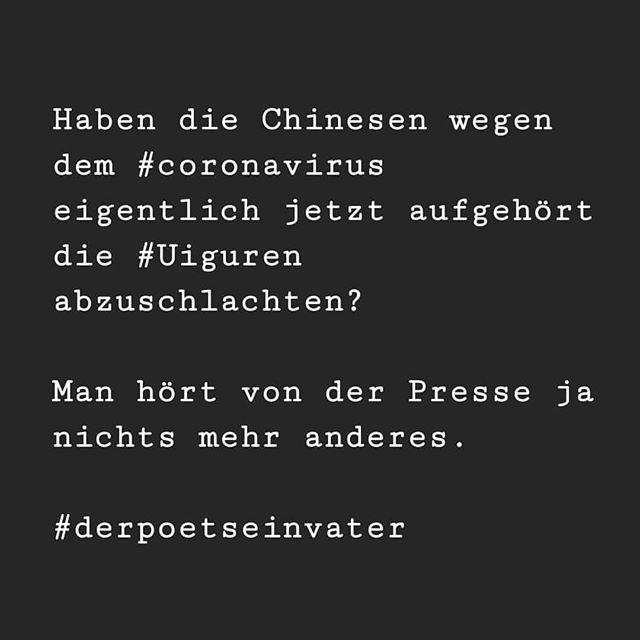 Haben die Chinesen wegen
dem #coronavirus
eigentlich jetzt aufgehört
die #Uiguren
abzuschlachten?
Man hört von der Presse ja
nichts mehr anderes.
#derpoetseinvater